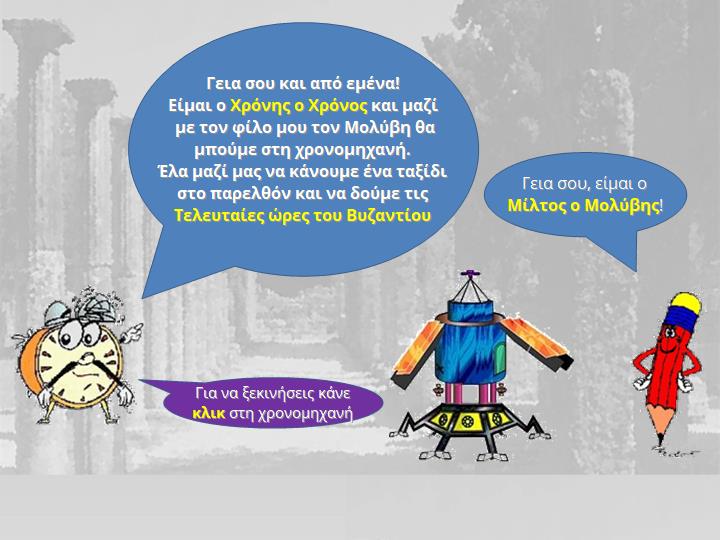 Γεια σου και από εμένα!
Είμαι ο Χρόνης ο Χρόνος και μαζί
με τον φίλο μου τον Μολύβη θα
μπούμε στη χρονομηχανή.
Έλα μαζί μας να κάνουμε ένα ταξίδι
στο παρελθόν και να δούμε τις
Τελευταίες ώρες του Βυζαντίου
Γεια σου, είμαι ο
Μίλτος ο Μολύβης!
Για να ξεκινήσεις κάνε
κλικ στη χρονομηχανή